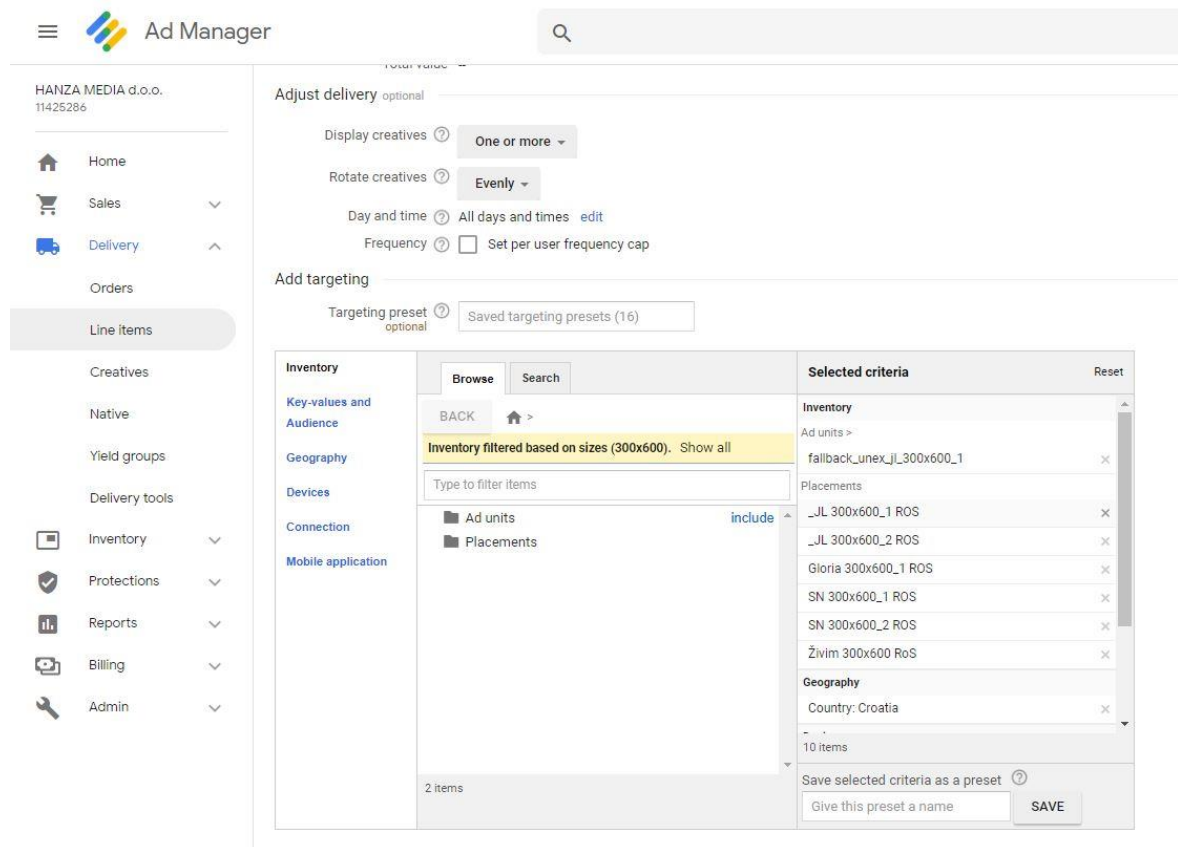 Ad Manager
HANZA MEDIA d.o.o.
11425286
Home
Sales
Delivery
Orders
Line items
Creatives
Native
Yield groups
Delivery tools
Inventory
Protections
Reports
Billing
Admin
Total value --
Adjust delivery optional
Display creatives ? One or more
Rotate creatives ? Evenly
Day and time ? All days and times edit
Frequency ? Set per user frequency cap
Add targeting
Targeting preset ? Saved targeting presets (16)
optional
Inventory
Key-values and
Audience
Geography
Devices
Connection
Mobile application
Browse Search
BACK >
Inventory filtered based on sizes (300x600). Show all
Type to filter items
Ad units include
Placements
2 items
Selected criteria Reset
Inventory
Ad units >
fallback_unex_jl_300x600_1
Placements
_JL 300x600_1 ROS
_JL 300x600_2 ROS
Gloria 300x600_1 ROS
SN 300x600_1 ROS
SN 300x600_2 ROS
Živim 300x600 RoS
Geography
Country: Croatia
10 items
Save selected criteria as a preset ?
Give this preset a name SAVE